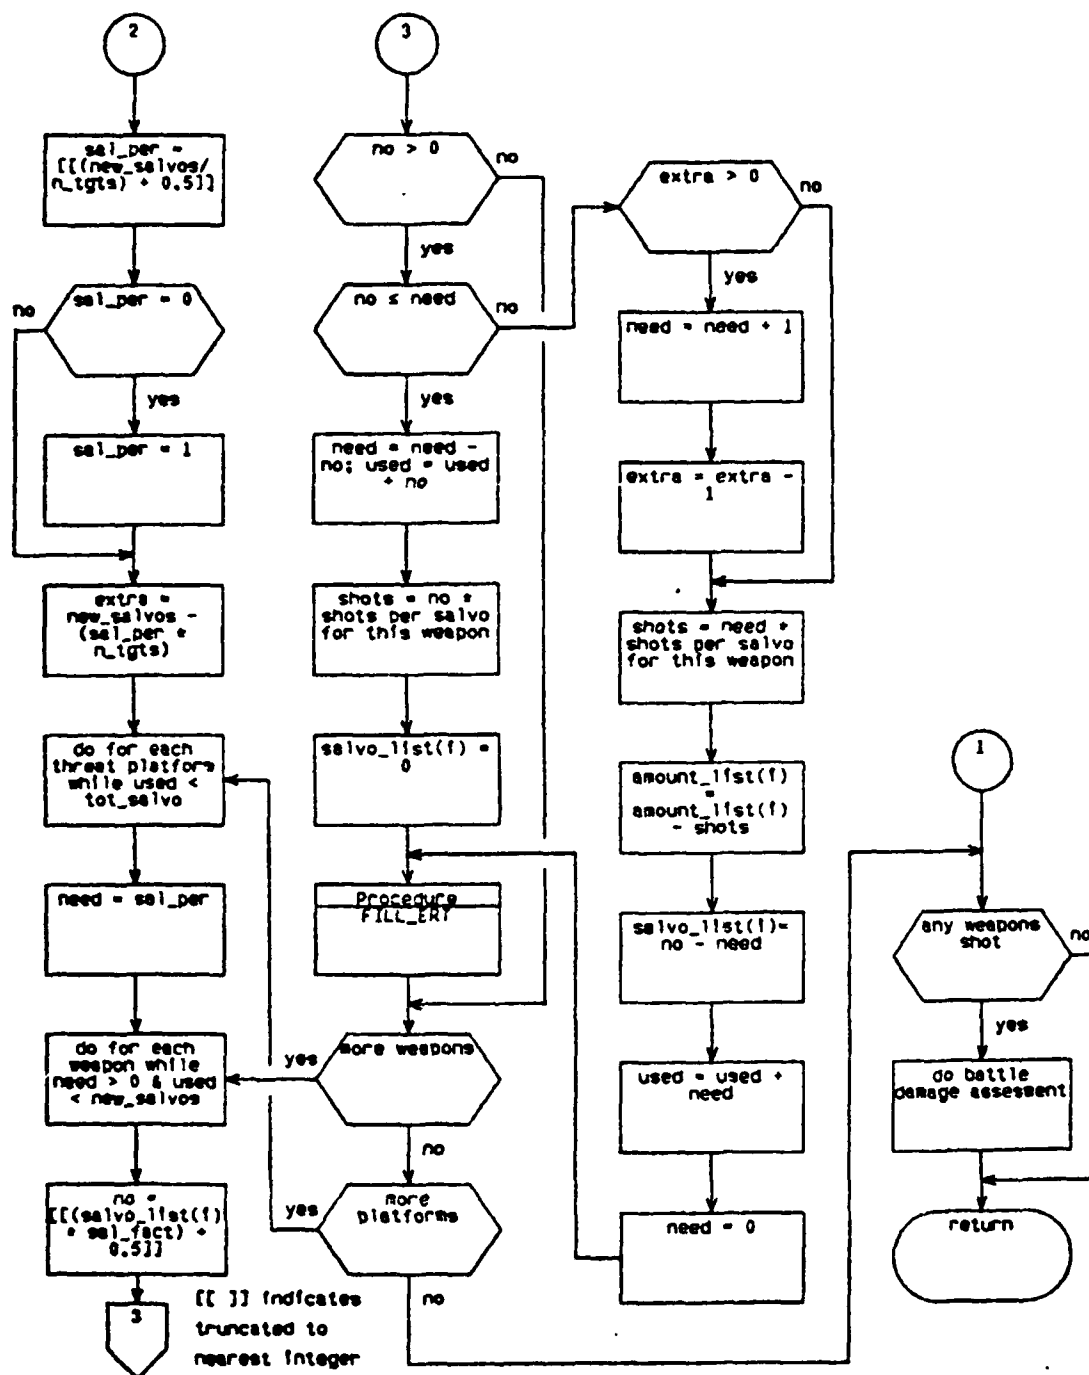 2
sal_per =
[[(new_salvos/
n_tgts) + 0.5]]
sal_per = 0
no
yes
sal_per = 1
extra =
new_salvos -
(sal_per *
n_tgts)
do for each
threat platform
while used <
tot_salvo
need = sal_per
do for each
weapon while
need > 0 & used
< new_salvos
no =
[[(salvo_list(i)
* sal_fact) +
0.5]]
3
[[ ]] indicates
truncated to
nearest integer
3
no > 0
no
yes
no ≤ need
no
yes
need = need -
no; used = used
+ no
shots = no *
shots per salvo
for this weapon
salvo_list(i) =
0
Procedure
FILL_ERT
more weapons
yes
no
more
platforms
yes
no
extra > 0
no
yes
need = need + 1
extra = extra -
1
shots = need *
shots per salvo
for this weapon
amount_list(i)
=
amount_list(i)
- shots
salvo_list(i)=
no - need
used = used +
need
need = 0
1
any weapons
shot
no
yes
do battle
damage assesment
return